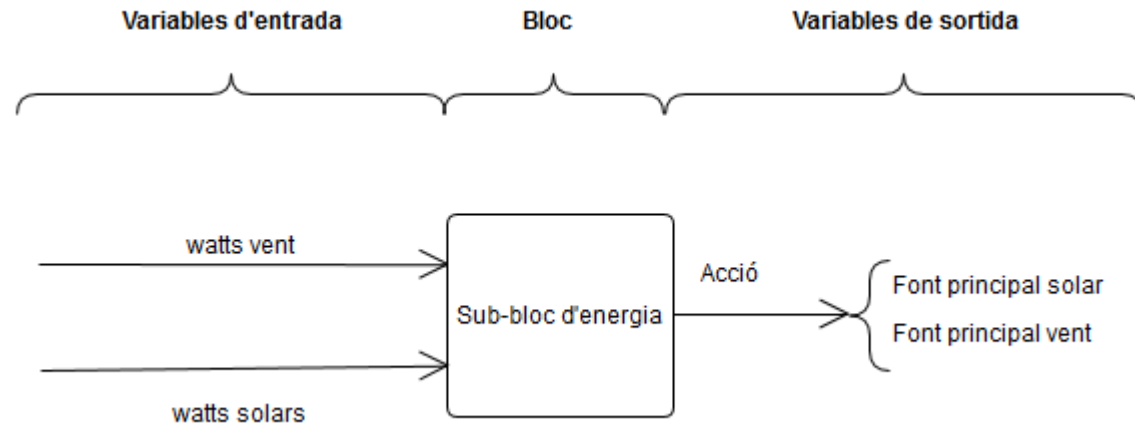 Variables d'entrada
Bloc
Variables de sortida
watts vent
Sub-bloc d'energia
Acció
Font principal solar
Font principal vent
watts solars